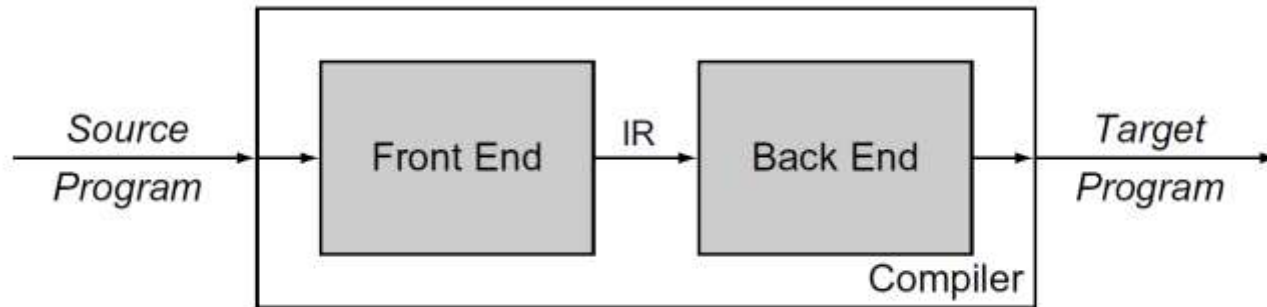 Source
Program
Front End
IR
Back End
Target
Program
Compiler